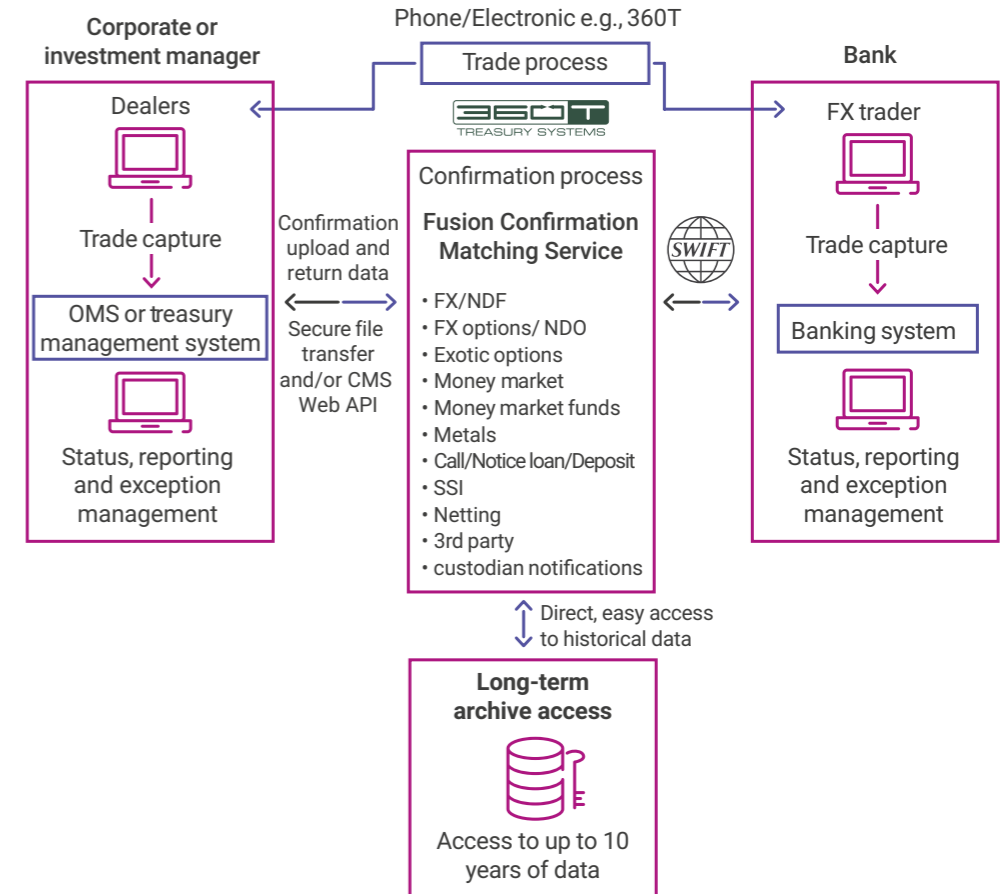 Phone/Electronic e.g., 360T
Trade process
360T
TREASURY SYSTEMS
Corporate or
investment manager
Dealers
Trade capture
OMS or treasury
management system
Status, reporting
and exception
management
Confirmation
upload and
return data
Secure file
transfer
and/or CMS
Web API
Confirmation process
Fusion Confirmation
Matching Service
• FX/NDF
• FX options/ NDO
• Exotic options
• Money market
• Money market funds
• Metals
• Call/Notice loan/Deposit
• SSI
• Netting
• 3rd party
• custodian notifications
SWIFT
Bank
FX trader
Trade capture
Banking system
Status, reporting
and exception
management
Direct, easy access
to historical data
Long-term
archive access
Access to up to 10
years of data